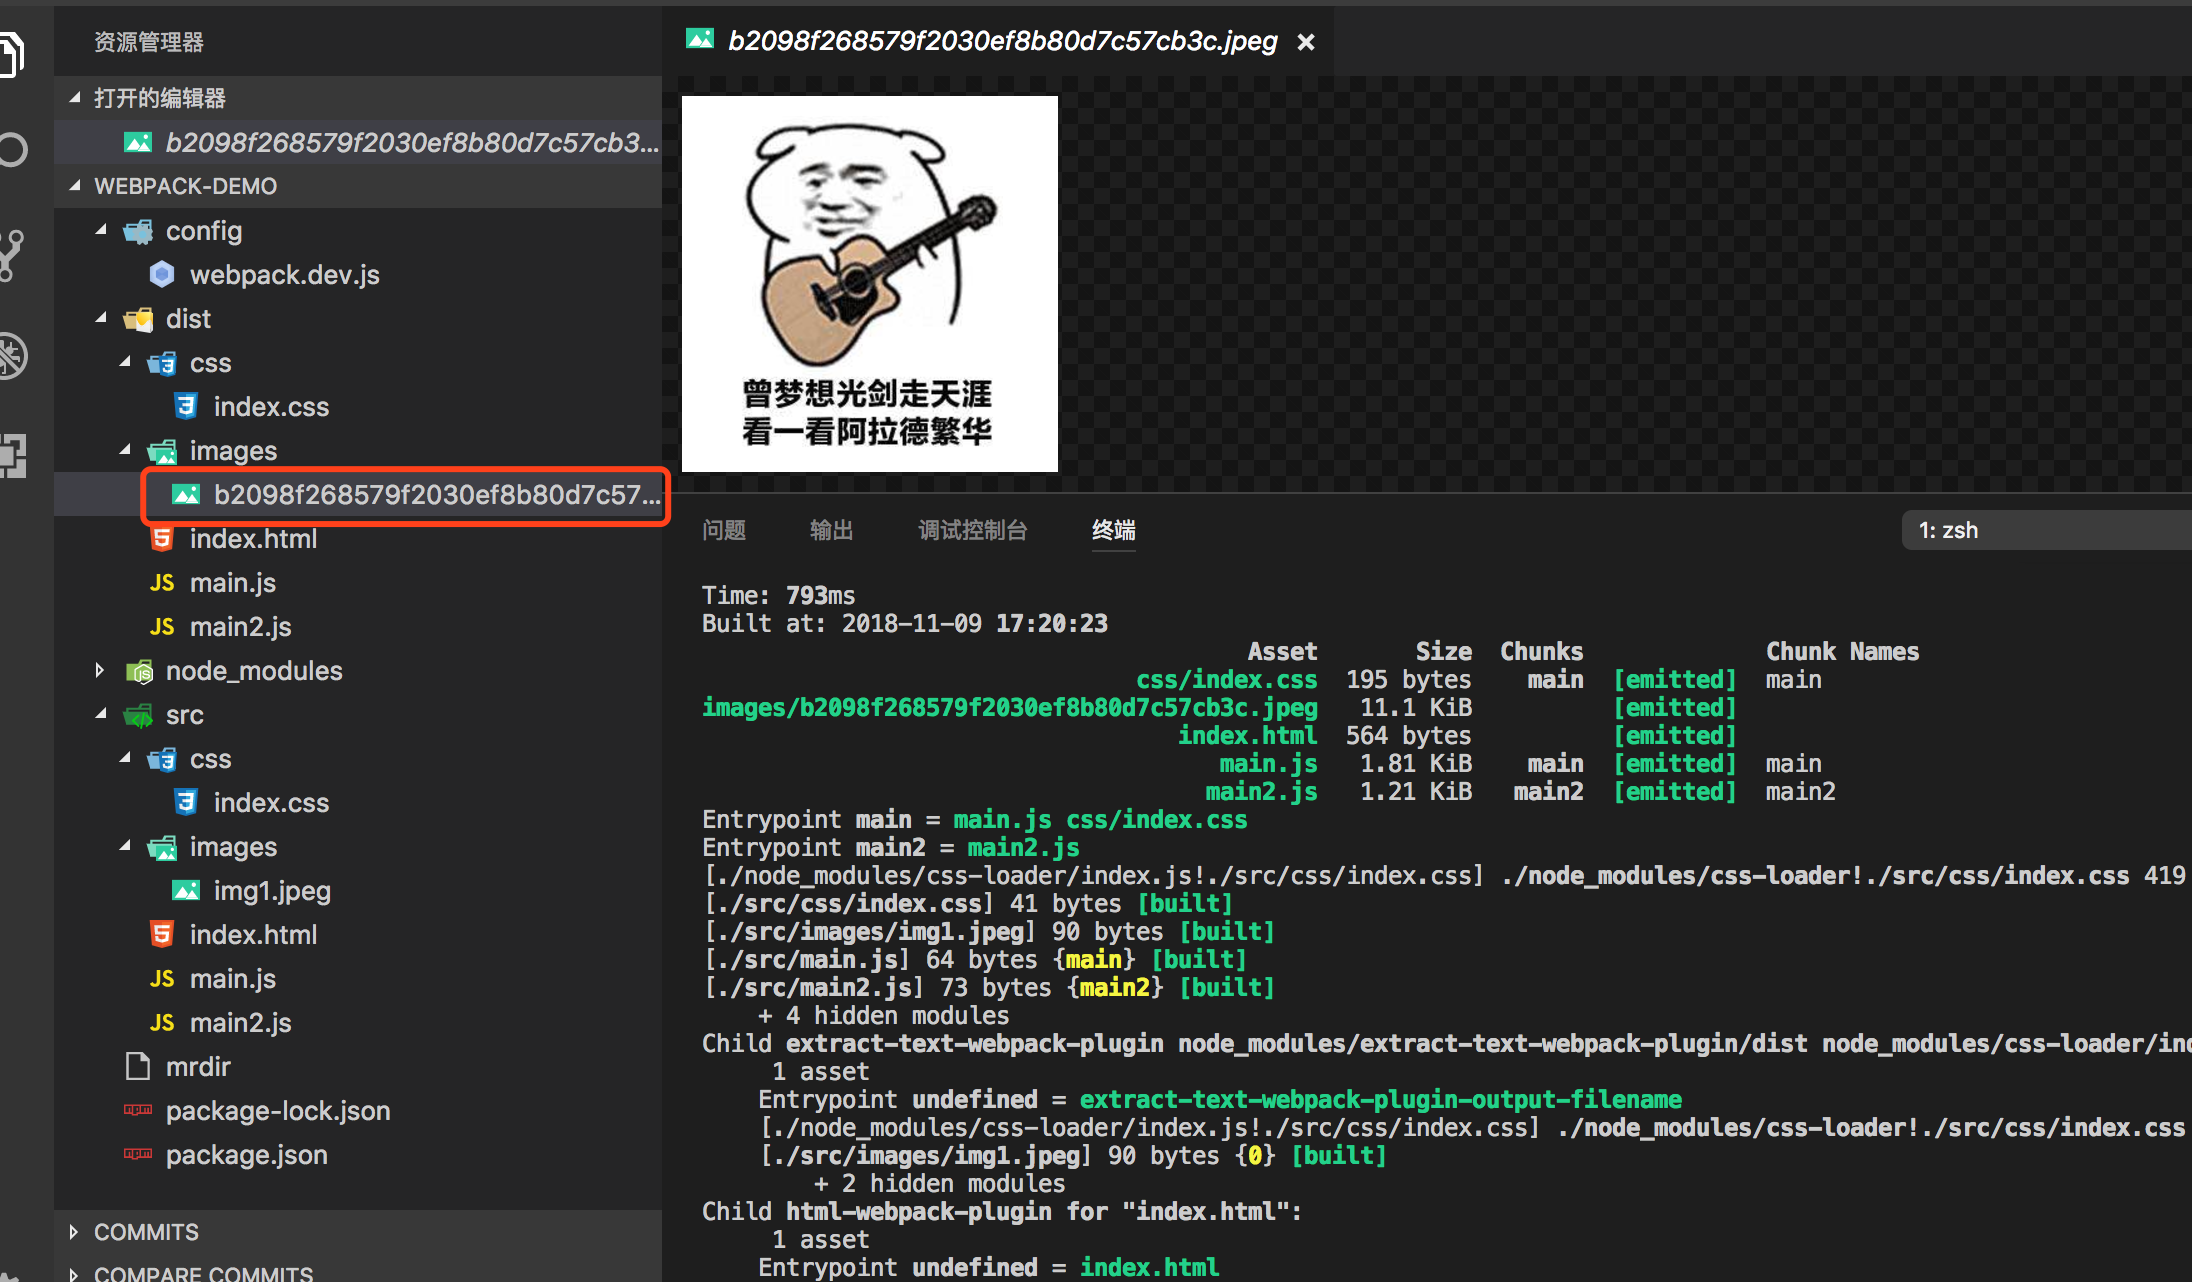 资源管理器
打开的编辑器
b2098f268579f2030ef8b80d7c57cb3...
WEBPACK-DEMO
config
webpack.dev.js
dist
css
index.css
images
b2098f268579f2030ef8b80d7c57...
index.html
main.js
main2.js
node_modules
src
css
index.css
images
img1.jpeg
index.html
main.js
main2.js
mrdir
package-lock.json
package.json
COMMITS
COMPARE COMMITS
b2098f268579f2030ef8b80d7c57cb3c.jpeg ×
曾梦想光剑走天涯
看一看阿拉德繁华
问题 输出 调试控制台 终端 1: zsh
Time: 793ms
Built at: 2018-11-09 17:20:23
Asset Size Chunks Chunk Names
css/index.css 195 bytes main [emitted] main
images/b2098f268579f2030ef8b80d7c57cb3c.jpeg 11.1 KiB [emitted]
index.html 564 bytes [emitted]
main.js 1.81 KiB main [emitted] main
main2.js 1.21 KiB main2 [emitted] main2
Entrypoint main = main.js css/index.css
Entrypoint main2 = main2.js
[./node_modules/css-loader/index.js!./src/css/index.css] ./node_modules/css-loader!./src/css/index.css 419
[./src/css/index.css] 41 bytes [built]
[./src/images/img1.jpeg] 90 bytes [built]
[./src/main.js] 64 bytes {main} [built]
[./src/main2.js] 73 bytes {main2} [built]
+ 4 hidden modules
Child extract-text-webpack-plugin node_modules/extract-text-webpack-plugin/dist node_modules/css-loader/ind
1 asset
Entrypoint undefined = extract-text-webpack-plugin-output-filename
[./node_modules/css-loader/index.js!./src/css/index.css] ./node_modules/css-loader!./src/css/index.css
[./src/images/img1.jpeg] 90 bytes {0} [built]
+ 2 hidden modules
Child html-webpack-plugin for "index.html":
1 asset
Entrypoint undefined = index.html